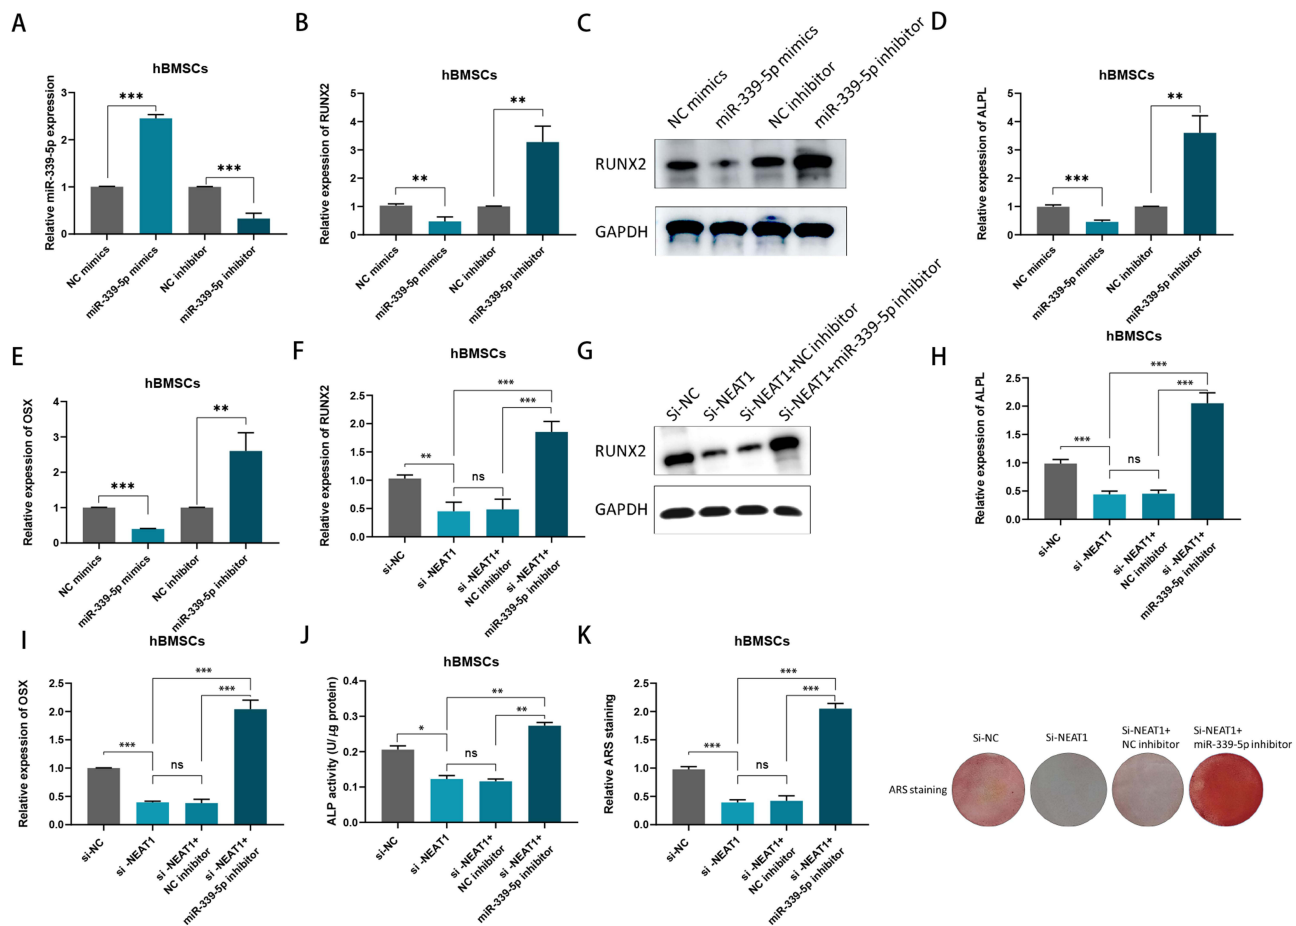 A
hBMSCs
Relative miR-339-5p expression
3
2
1
0
***
***
NC mimics
miR-339-5p mimics
NC inhibitor
miR-339-5p inhibitor
B
hBMSCs
Relative expression of RUNX2
5
4
3
2
1
0
**
**
NC mimics
miR-339-5p mimics
NC inhibitor
miR-339-5p inhibitor
C
NC mimics
miR-339-5p mimics
NC inhibitor
miR-339-5p inhibitor
RUNX2
GAPDH
D
hBMSCs
Relative expression of ALPL
5
4
3
2
1
0
***
**
NC mimics
miR-339-5p mimics
NC inhibitor
miR-339-5p inhibitor
E
hBMSCs
Relative expression of OSX
4
3
2
1
0
***
**
NC mimics
miR-339-5p mimics
NC inhibitor
miR-339-5p inhibitor
F
hBMSCs
Relative expression of RUNX2
2.5
2.0
1.5
1.0
0.5
0.0
***
***
**
ns
si-NC
si -NEAT1
si -NEAT1+
NC inhibitor
si -NEAT1+
miR-339-5p inhibitor
G
Si-NC
Si-NEAT1
Si-NEAT1+NC inhibitor
Si-NEAT1+miR-339-5p inhibitor
RUNX2
GAPDH
H
hBMSCs
Relative expression of ALPL
2.5
2.0
1.5
1.0
0.5
0.0
***
***
***
ns
si-NC
si -NEAT1
si- -NEAT1+
NC inhibitor
si -NEAT1+
miR-339-5p inhibitor
I
hBMSCs
Relative expression of OSX
2.5
2.0
1.5
1.0
0.5
0.0
***
***
***
ns
si-NC
si -NEAT1
si -NEAT1+
NC inhibitor
si -NEAT1+
miR-339-5p inhibitor
J
hBMSCs
ALP activity (U/μg protein)
0.4
0.3
0.2
0.1
0.0
**
**
*
ns
si-NC
si -NEAT1
si -NEAT1+
NC inhibitor
si -NEAT1+
miR-339-5p inhibitor
K
hBMSCs
Relative ARS staining
2.5
2.0
1.5
1.0
0.5
0.0
***
***
***
ns
si-NC
si -NEAT1
si -NEAT1+
NC inhibitor
si -NEAT1+
miR-339-5p inhibitor
Si-NC
Si-NEAT1
Si-NEAT1+
NC inhibitor
Si-NEAT1+
miR-339-5p inhibitor
ARS staining